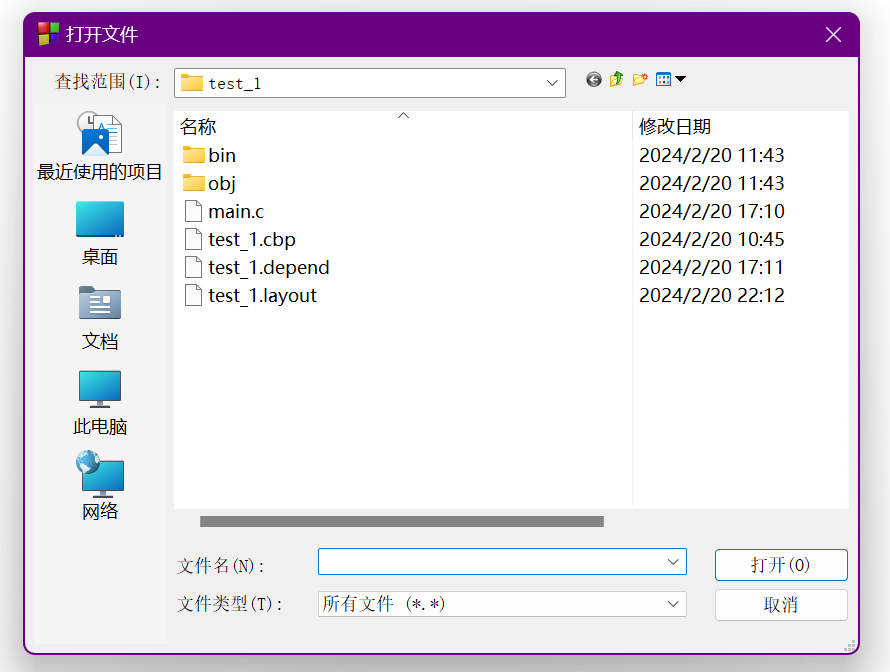 打开文件
查找范围(I): test_1
名称 修改日期
bin 2024/2/20 11:43
obj 2024/2/20 11:43
main.c 2024/2/20 17:10
test_1.cbp 2024/2/20 10:45
test_1.depend 2024/2/20 17:11
test_1.layout 2024/2/20 22:12
最近使用的项目
桌面
文档
此电脑
网络
文件名(N): 打开(O)
文件类型(T): 所有文件 (*.*) 取消